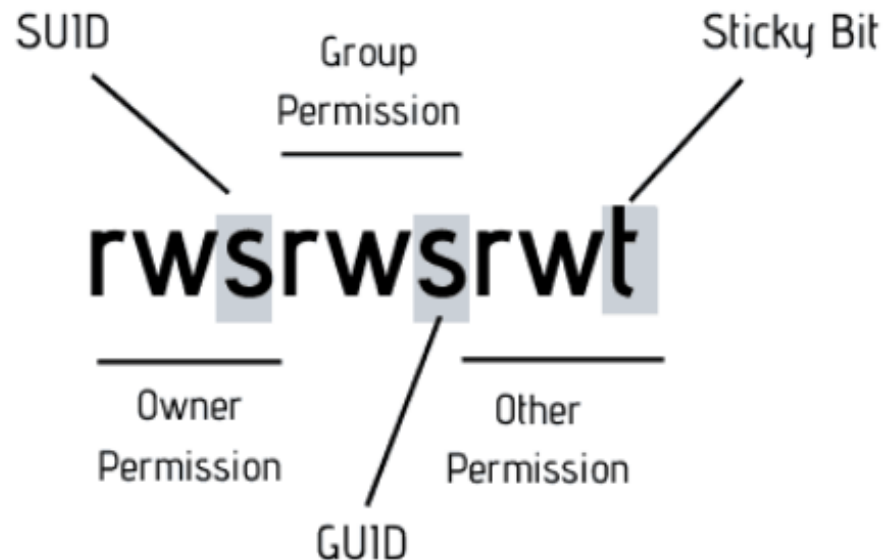 SUID
Sticky Bit
Group
Permission
rwsrwsrwt
Owner
Permission
Other
Permission
GUID